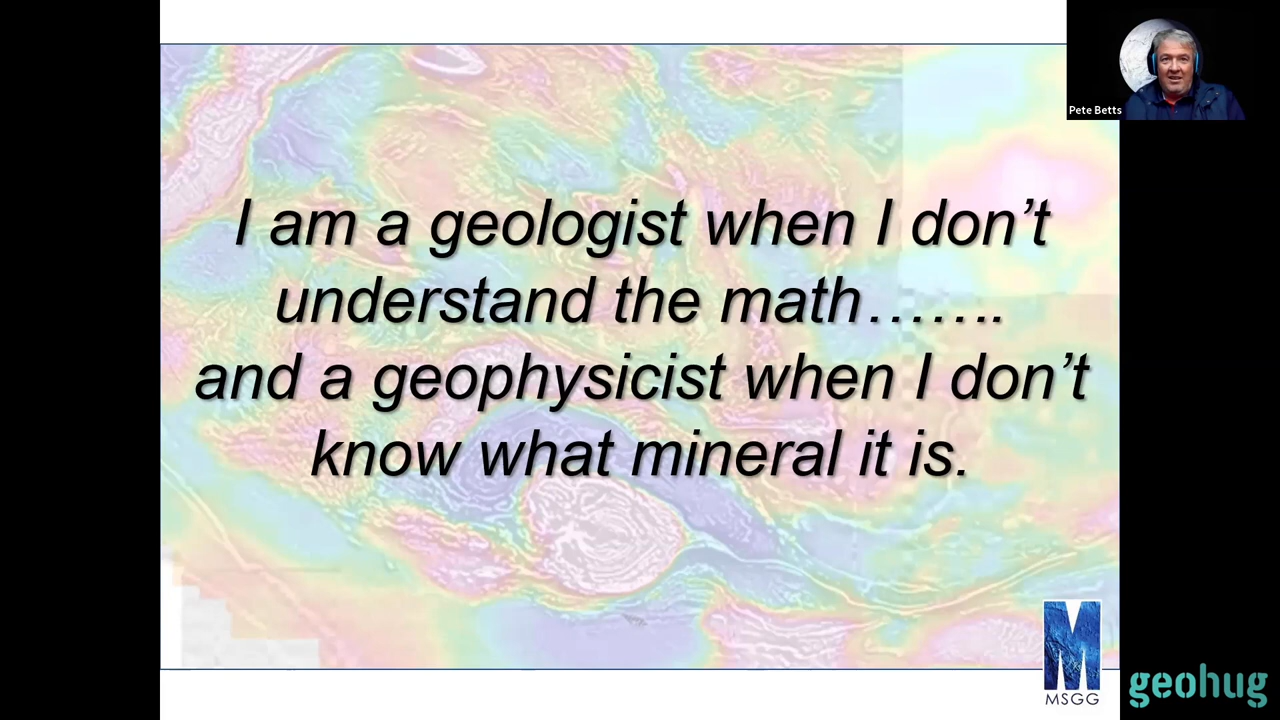 Pete Betts
I am a geologist when I don’t
understand the math…….
and a geophysicist when I don’t
know what mineral it is.
M
MSGG
geohug